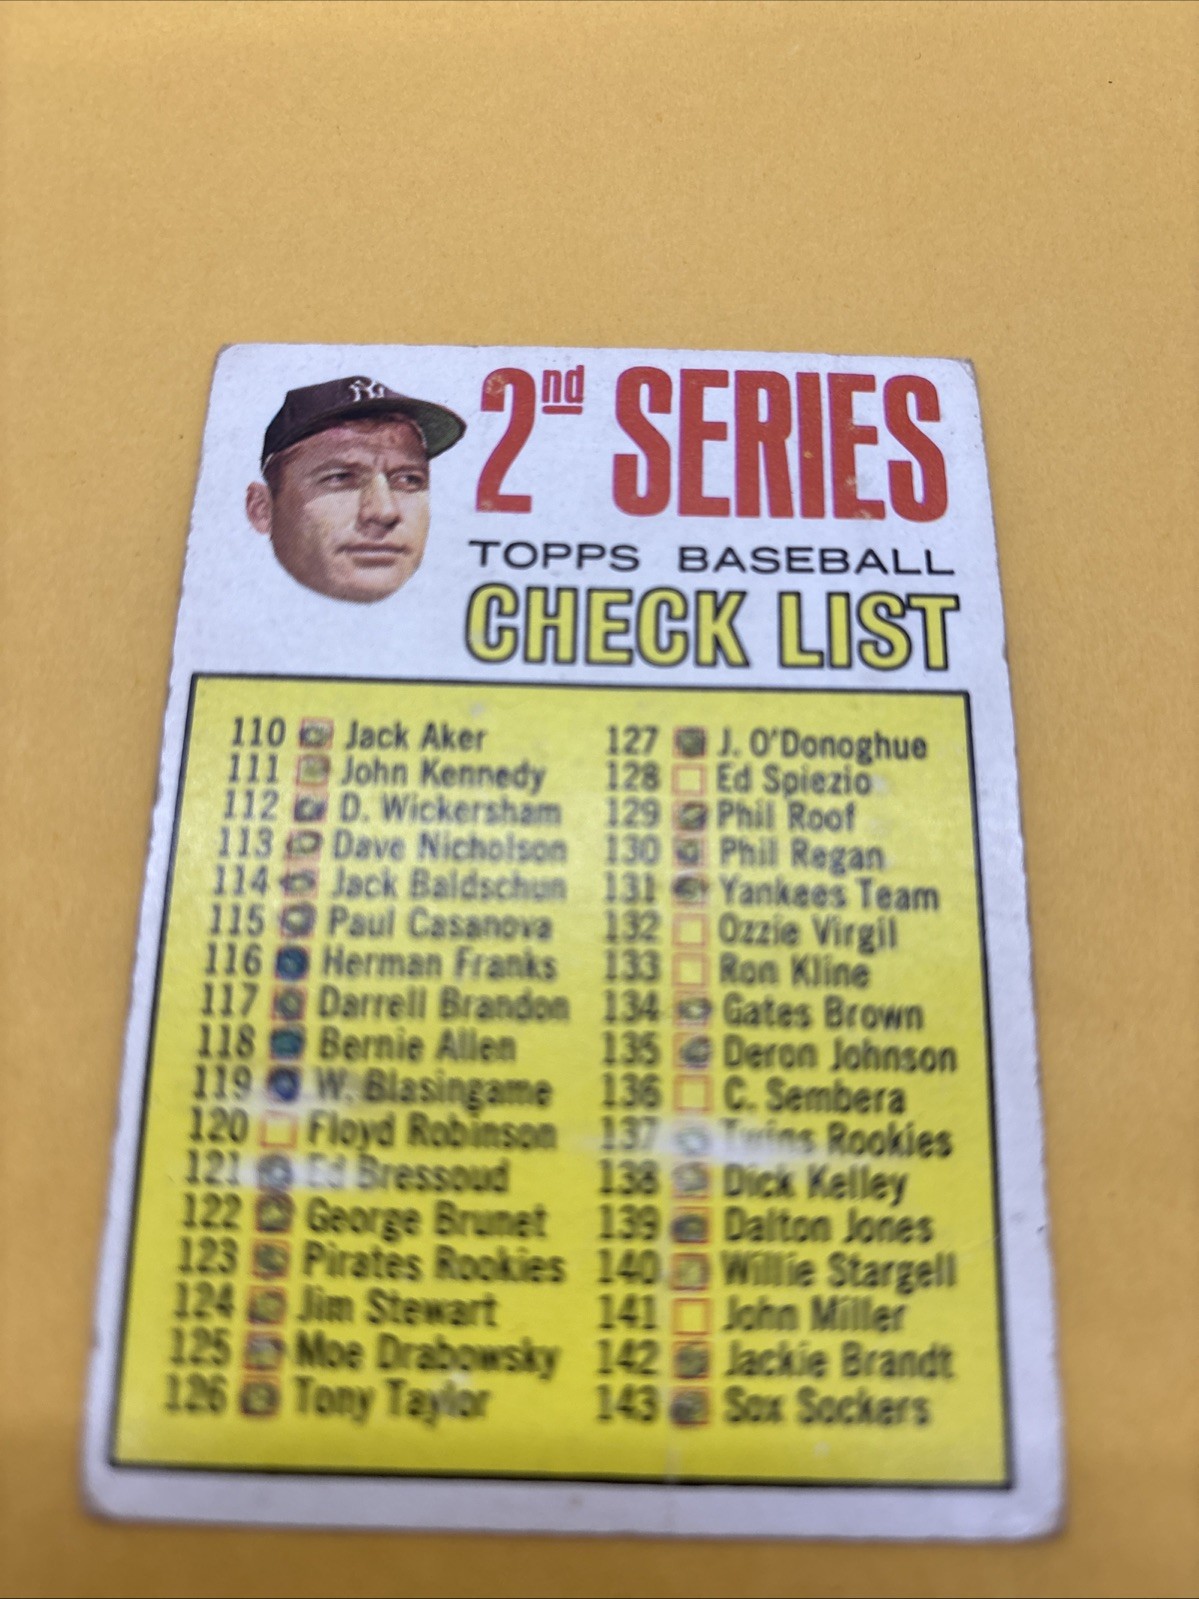 NY
2nd SERIES
TOPPS BASEBALL
CHECK LIST
110 Jack Aker
111 John Kennedy
112 D. Wickersham
113 Dave Nicholson
114 Jack Baldschun
115 Paul Casanova
116 Herman Franks
117 Darrell Brandon
118 Bernie Allen
119 W. Blasingame
120 Floyd Robinson
121 Ed Bressoud
122 George Brunet
123 Pirates Rookies
124 Jim Stewart
125 Moe Drabowsky
126 Tony Taylor
127 J. O'Donoghue
128 Ed Spiezio
129 Phil Roof
130 Phil Regan
131 Yankees Team
132 Ozzie Virgil
133 Ron Kline
134 Gates Brown
135 Deron Johnson
136 C. Sembera
137 Twins Rookies
138 Dick Kelley
139 Dalton Jones
140 Willie Stargell
141 John Miller
142 Jackie Brandt
143 Sox Sockers